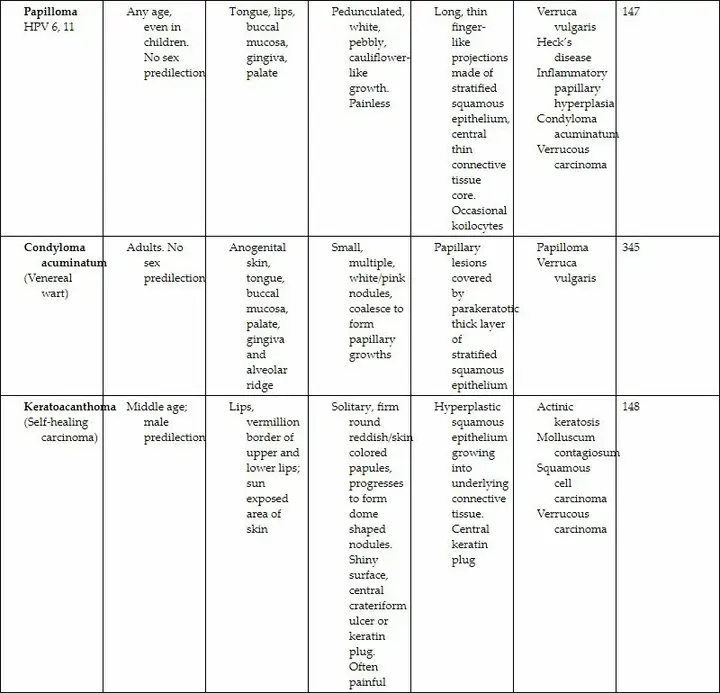 Papilloma
HPV 6, 11
Any age,
even in
children.
No sex
predilection
Tongue, lips,
buccal
mucosa,
gingiva,
palate
Pedunculated,
white,
pebbly,
cauliflower-
like
growth.
Painless
Long, thin
finger-
like
projections
made of
stratified
squamous
epithelium,
central
thin
connective
tissue
core.
Occasional
koilocytes
Verruca
vulgaris
Heck's
disease
Inflammatory
papillary
hyperplasia
Condyloma
acuminatum
Verrucous
carcinoma
147
Condyloma
acuminatum
(Venereal
wart)
Adults. No
sex
predilection
Anogenital
skin,
tongue,
buccal
mucosa,
palate,
gingiva
and
alveolar
ridge
Small,
multiple,
white/pink
nodules,
coalesce to
form
papillary
growths
Papillary
lesions
covered
by
parakeratotic
thick layer
of
stratified
squamous
epithelium
Papilloma
Verruca
vulgaris
345
Keratoacanthoma
(Self-healing
carcinoma)
Middle age;
male
predilection
Lips,
vermillion
border of
upper and
lower lips;
sun
exposed
area of
skin
Solitary, firm
round
reddish/skin
colored
papules,
progresses
to form
dome
shaped
nodules.
Shiny
surface,
central
crateriform
ulcer or
keratin
plug.
Often
painful
Hyperplastic
squamous
epithelium
growing
into
underlying
connective
tissue.
Central
keratin
plug
Actinic
keratosis
Molluscum
contagiosum
Squamous
cell
carcinoma
Verrucous
carcinoma
148